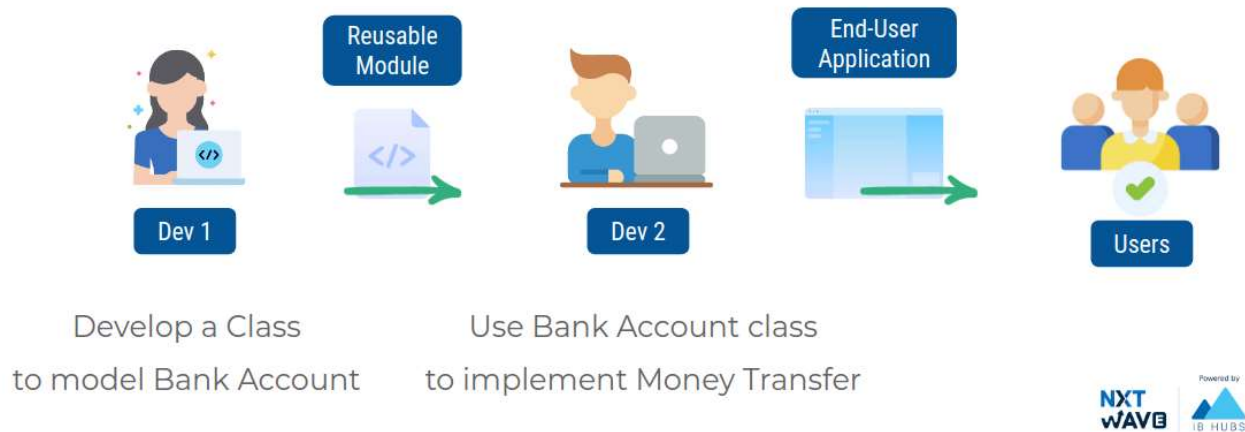 Reusable
Module
End-User
Application
</>
</>
Dev 1
Dev 2
Users
Develop a Class
to model Bank Account
Use Bank Account class
to implement Money Transfer
Powered by
NXT
WAVE
IB HUBS